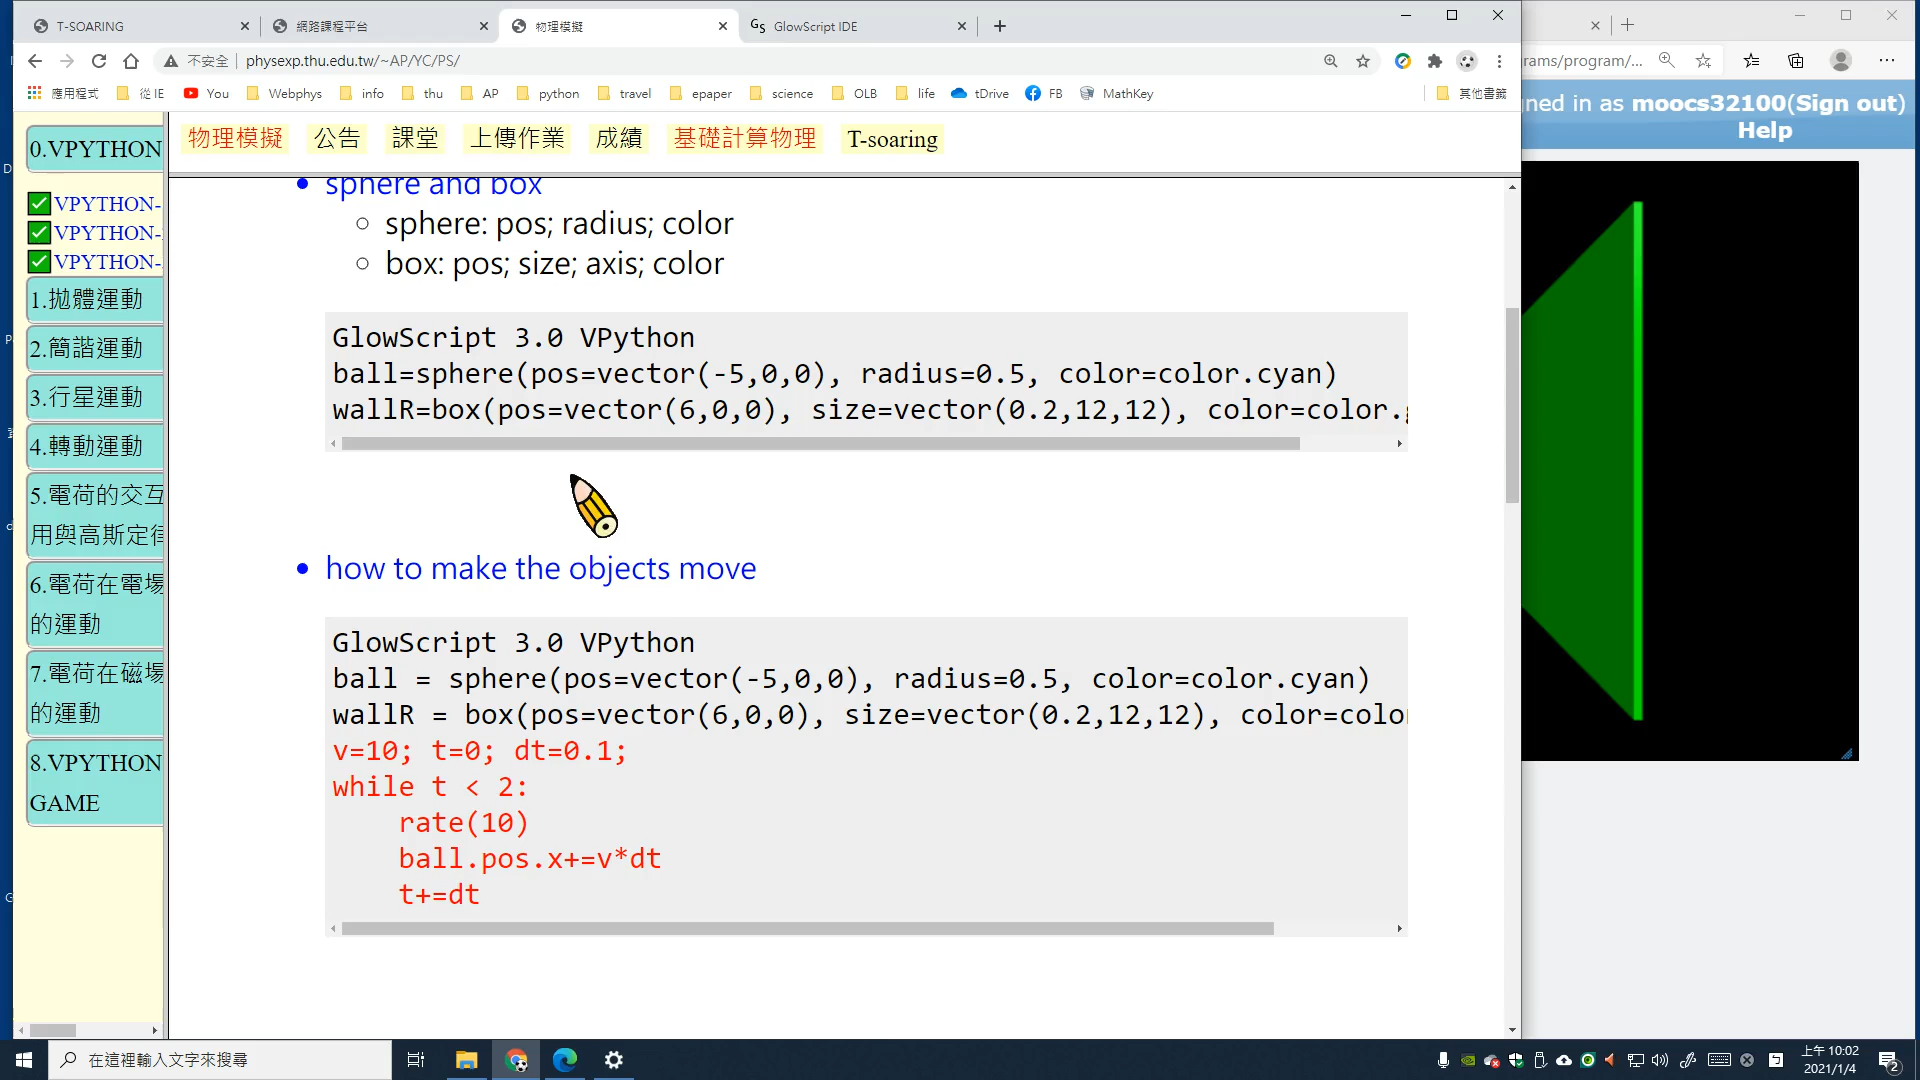 T-SOARING
網路課程平台
物理模擬
GlowScript IDE
不安全
physexp.thu.edu.tw/~AP/YC/PS/
rams/program/...
應用程式
從 IE
You
Webphys
info
thu
AP
python
travel
epaper
science
OLB
life
tDrive
FB
MathKey
其他書籤
ned in as moocs32100(Sign out)
Help
物理模擬 公告 課堂 上傳作業 成績 基礎計算物理 T-soaring
0.VPYTHON
VPYTHON-
VPYTHON-
VPYTHON-
1.拋體運動
2.簡諧運動
3.行星運動
4.轉動運動
5.電荷的交互
用與高斯定律
6.電荷在電場
的運動
7.電荷在磁場
的運動
8.VPYTHON
GAME
sphere and box
sphere: pos; radius; color
box: pos; size; axis; color
GlowScript 3.0 VPython
ball=sphere(pos=vector(-5,0,0), radius=0.5, color=color.cyan)
wallR=box(pos=vector(6,0,0), size=vector(0.2,12,12), color=color.g
how to make the objects move
GlowScript 3.0 VPython
ball = sphere(pos=vector(-5,0,0), radius=0.5, color=color.cyan)
wallR = box(pos=vector(6,0,0), size=vector(0.2,12,12), color=colo
v=10; t=0; dt=0.1;
while t < 2:
rate(10)
ball.pos.x+=v*dt
t+=dt
在這裡輸入文字來搜尋
上午 10:02
2021/1/4
2